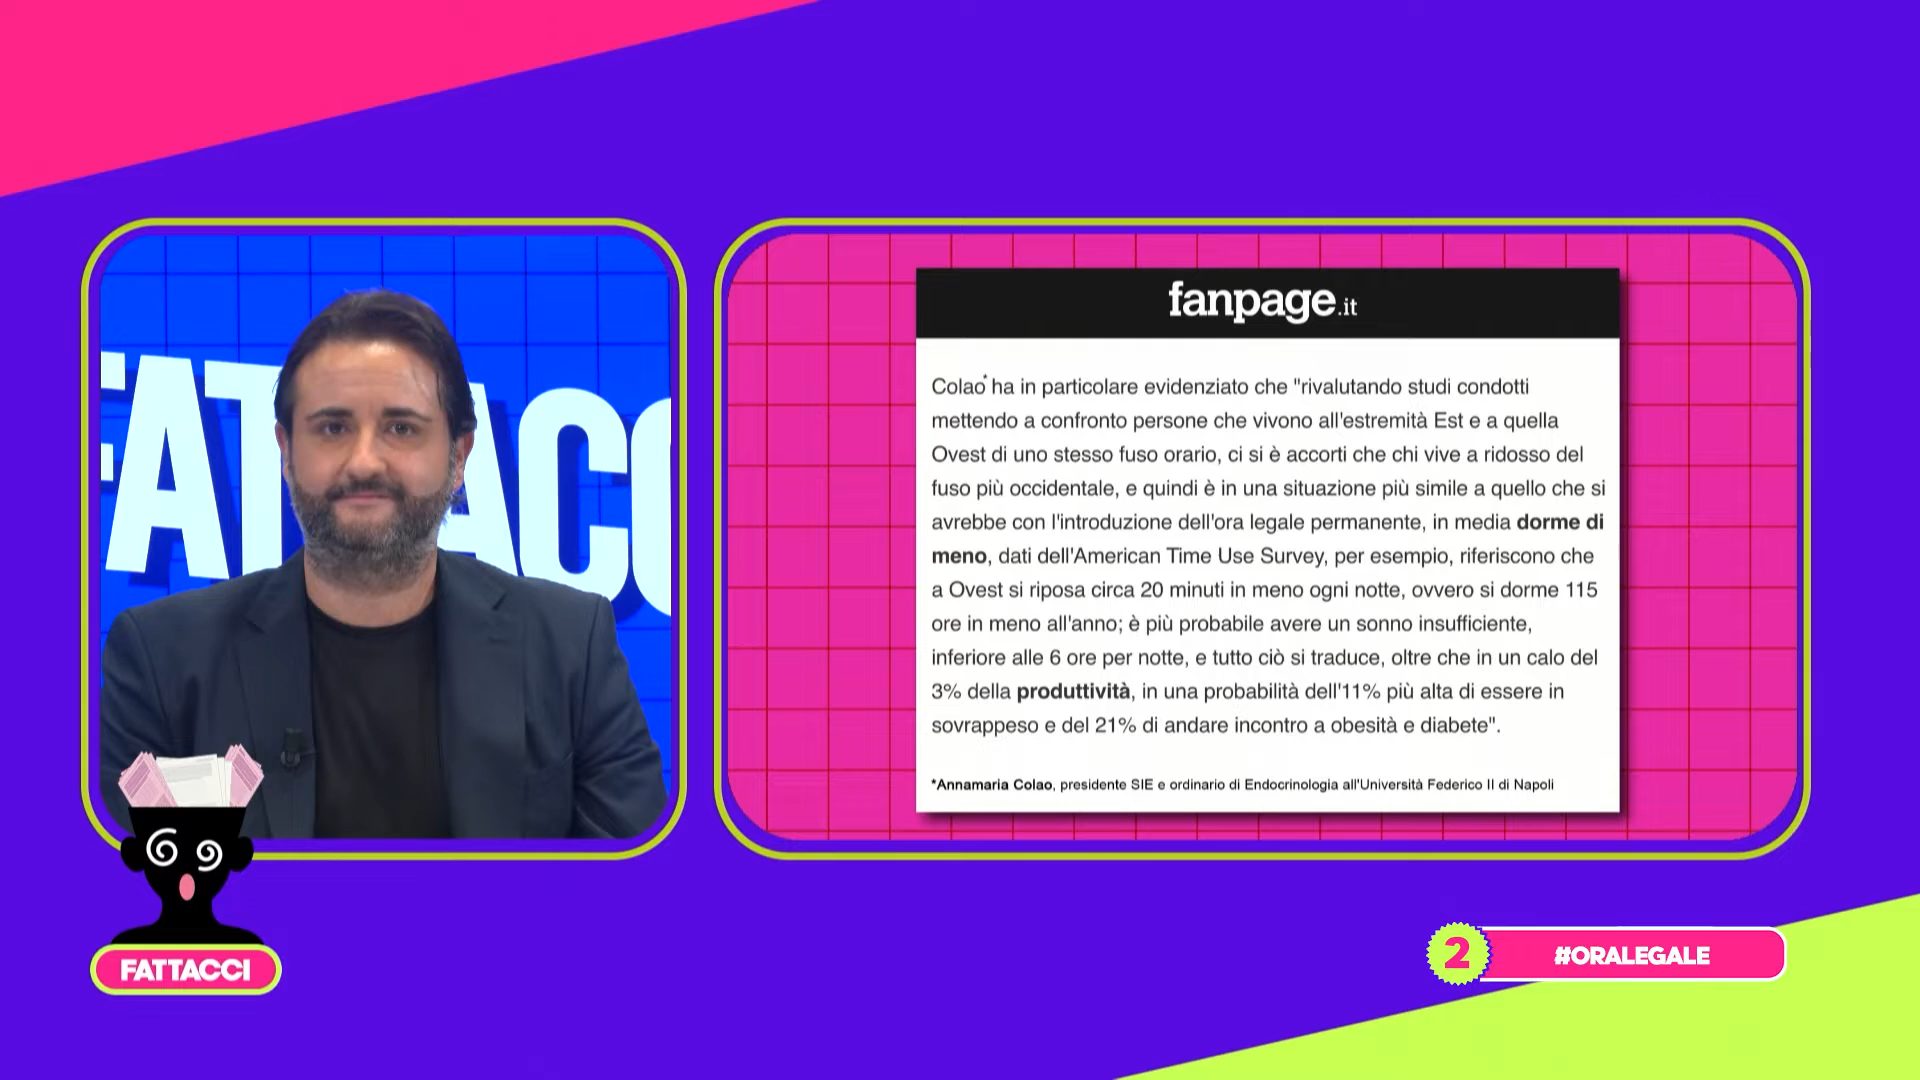 FATTACC
fanpage.it
Colao* ha in particolare evidenziato che "rivalutando studi condotti
mettendo a confronto persone che vivono all'estremità Est e a quella
Ovest di uno stesso fuso orario, ci si è accorti che chi vive a ridosso del
fuso più occidentale, e quindi è in una situazione più simile a quello che si
avrebbe con l'introduzione dell'ora legale permanente, in media dorme di
meno, dati dell'American Time Use Survey, per esempio, riferiscono che
a Ovest si riposa circa 20 minuti in meno ogni notte, ovvero si dorme 115
ore in meno all'anno; è più probabile avere un sonno insufficiente,
inferiore alle 6 ore per notte, e tutto ciò si traduce, oltre che in un calo del
3% della produttività, in una probabilità dell'11% più alta di essere in
sovrappeso e del 21% di andare incontro a obesità e diabete".
*Annamaria Colao, presidente SIE e ordinario di Endocrinologia all'Università Federico II di Napoli
FATTACCI
2 #ORALEGALE